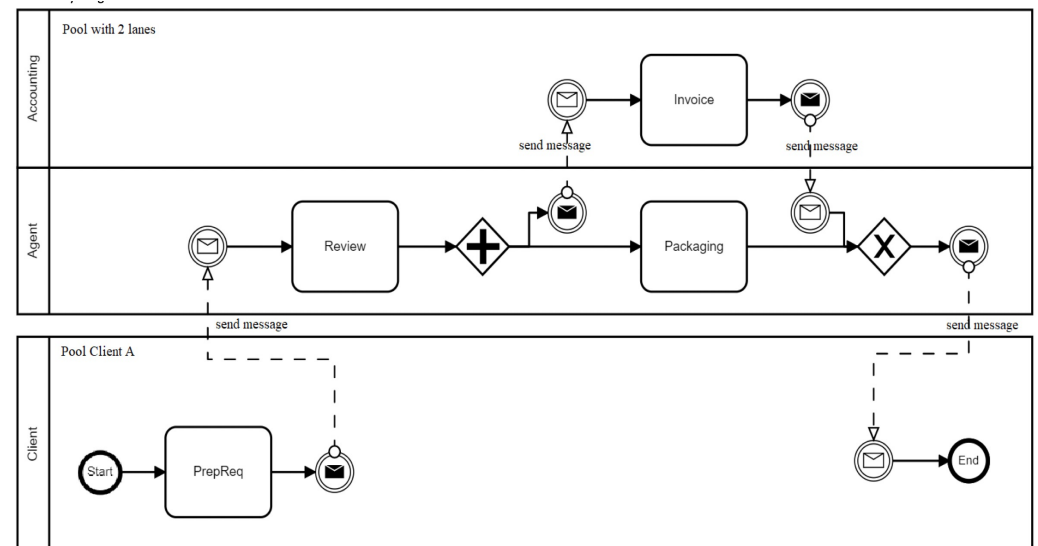 Pool with 2 lanes
Accounting
Invoice
send message
send message
Agent
Review
Packaging
X
send message
send message
Pool Client A
Client
Start
PrepReq
End